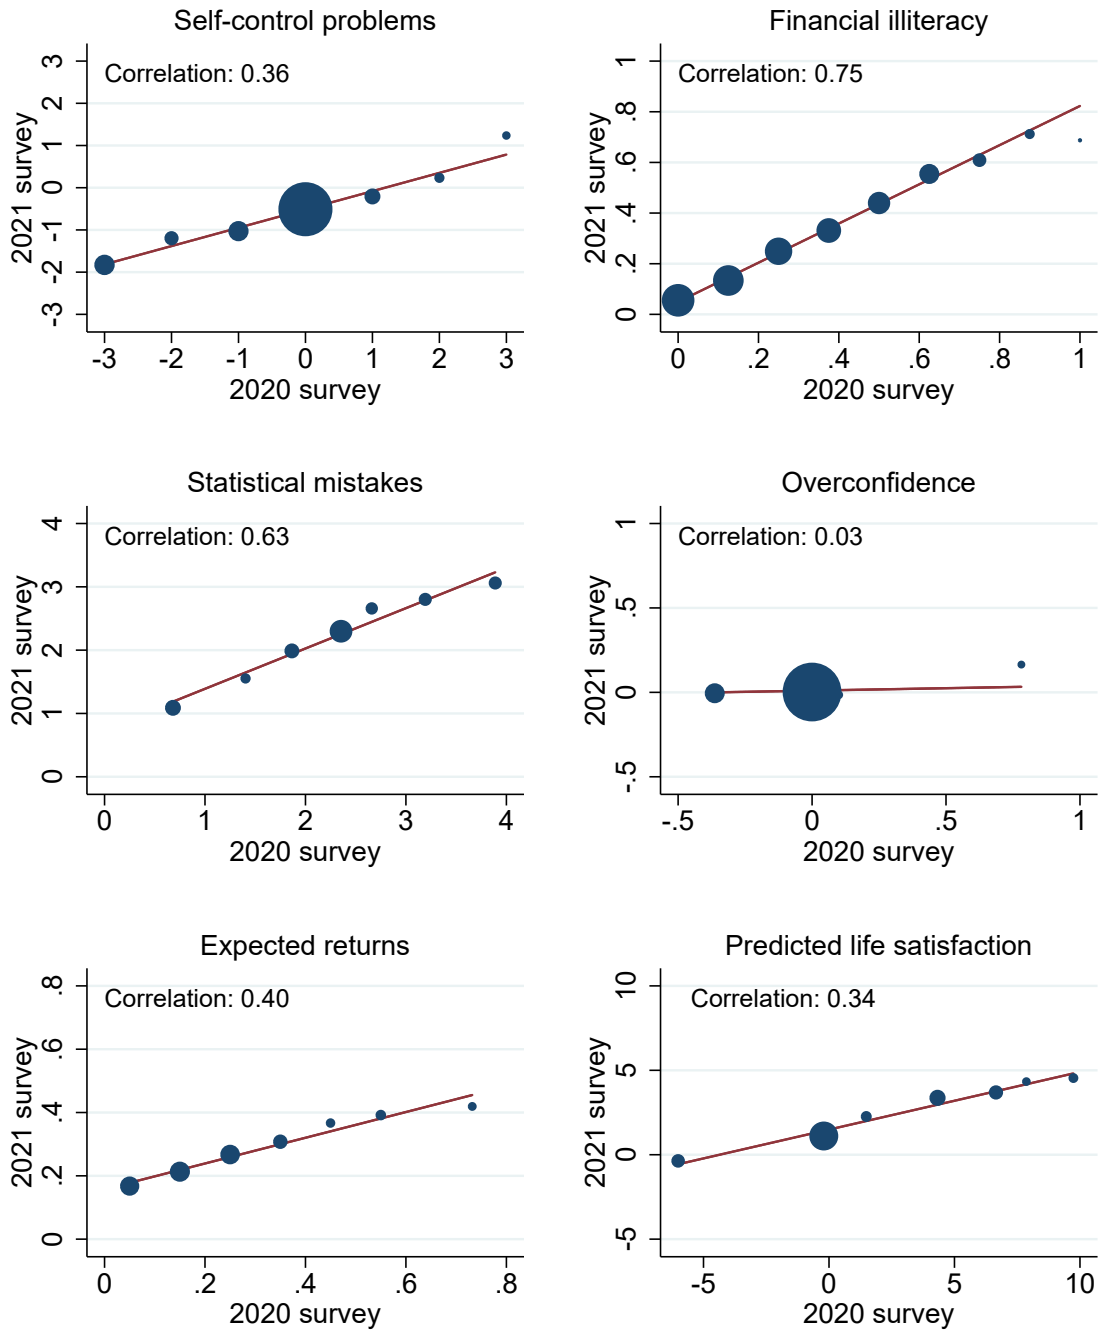 Self-control problems
Correlation: 0.36
2021 survey
3
2
1
0
-1
-2
-3
-3 -2 -1 0 1 2 3
2020 survey
Financial illiteracy
Correlation: 0.75
2021 survey
1
.8
.6
.4
.2
0
0 .2 .4 .6 .8 1
2020 survey
Statistical mistakes
Correlation: 0.63
2021 survey
4
3
2
1
0
0 1 2 3 4
2020 survey
Overconfidence
Correlation: 0.03
2021 survey
1
.5
0
-.5
-.5 0 .5 1
2020 survey
Expected returns
Correlation: 0.40
2021 survey
.8
.6
.4
.2
0
0 .2 .4 .6 .8
2020 survey
Predicted life satisfaction
Correlation: 0.34
2021 survey
10
5
0
-5
-5 0 5 10
2020 survey